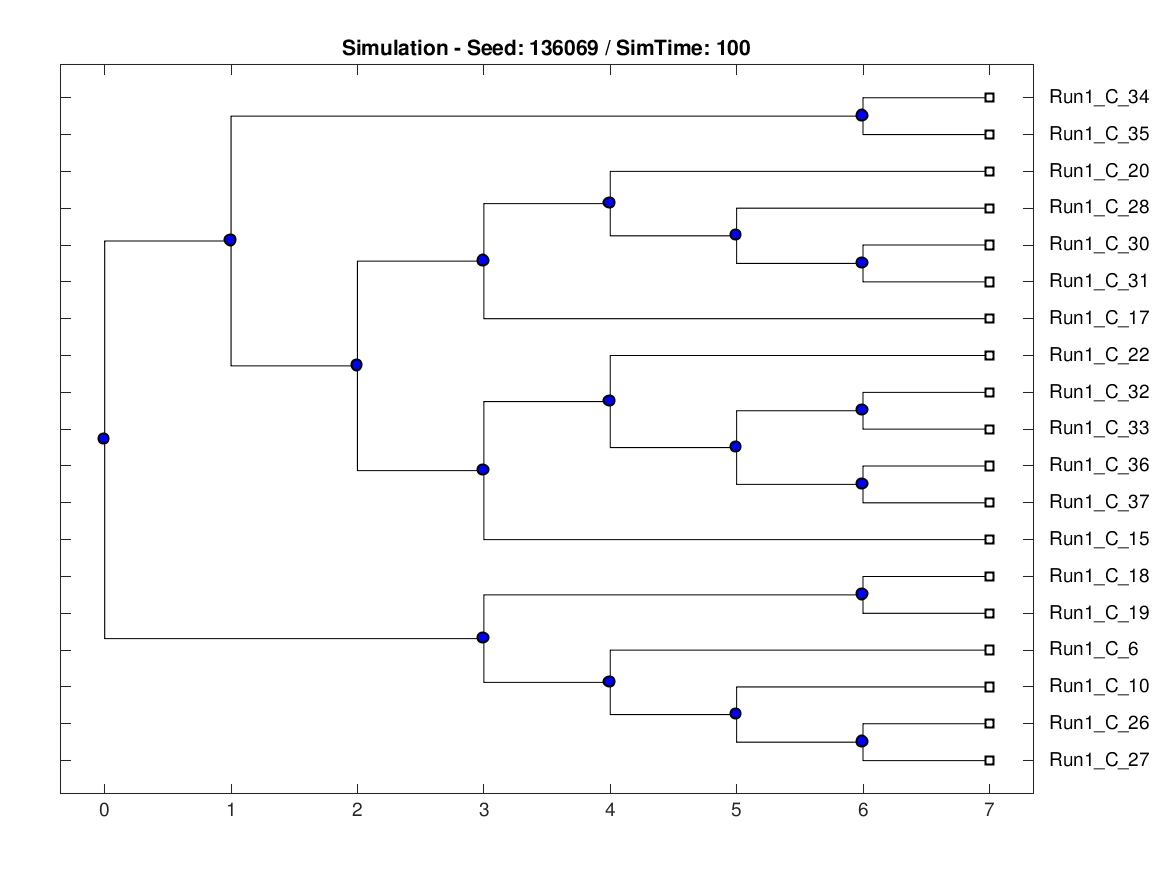 Simulation - Seed: 136069 / SimTime: 100
Run1_C_34
Run1_C_35
Run1_C_20
Run1_C_28
Run1_C_30
Run1_C_31
Run1_C_17
Run1_C_22
Run1_C_32
Run1_C_33
Run1_C_36
Run1_C_37
Run1_C_15
Run1_C_18
Run1_C_19
Run1_C_6
Run1_C_10
Run1_C_26
Run1_C_27
0 1 2 3 4 5 6 7